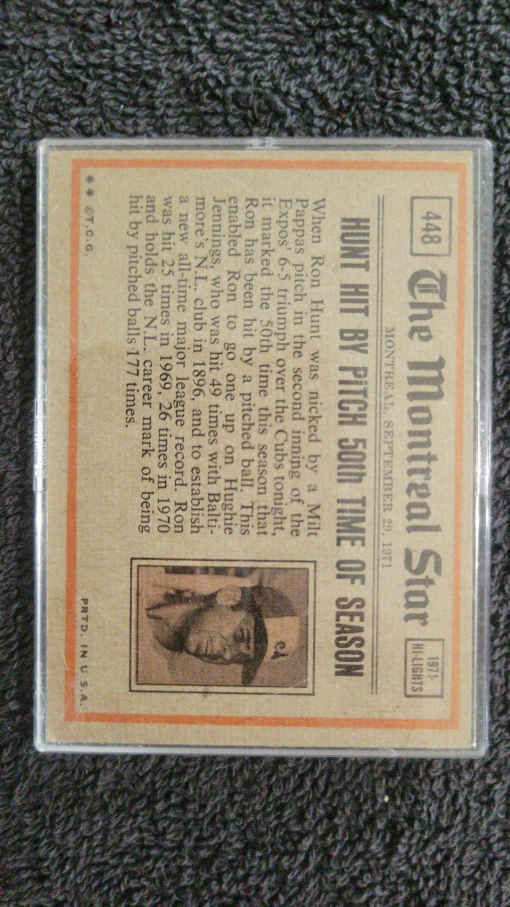 448
The Montreal Star
1971
HI-LIGHTS
MONTREAL, SEPTEMBER 29, 1971
HUNT HIT BY PITCH 50th TIME OF SEASON
When Ron Hunt was nicked by a Milt
Pappas pitch in the second inning of the
Expos' 6-5 triumph over the Cubs tonight,
it marked the 50th time this season that
Ron has been hit by a pitched ball. This
enabled Ron to go one up on Hughie
Jennings, who was hit 49 times with Balti-
more's N.L. club in 1896, and to establish
a new all-time major league record. Ron
was hit 25 times in 1969, 26 times in 1970
and holds the N.L. career mark of being
hit by pitched balls 177 times.
** ©T.C.G.
PRTD. IN U.S.A.